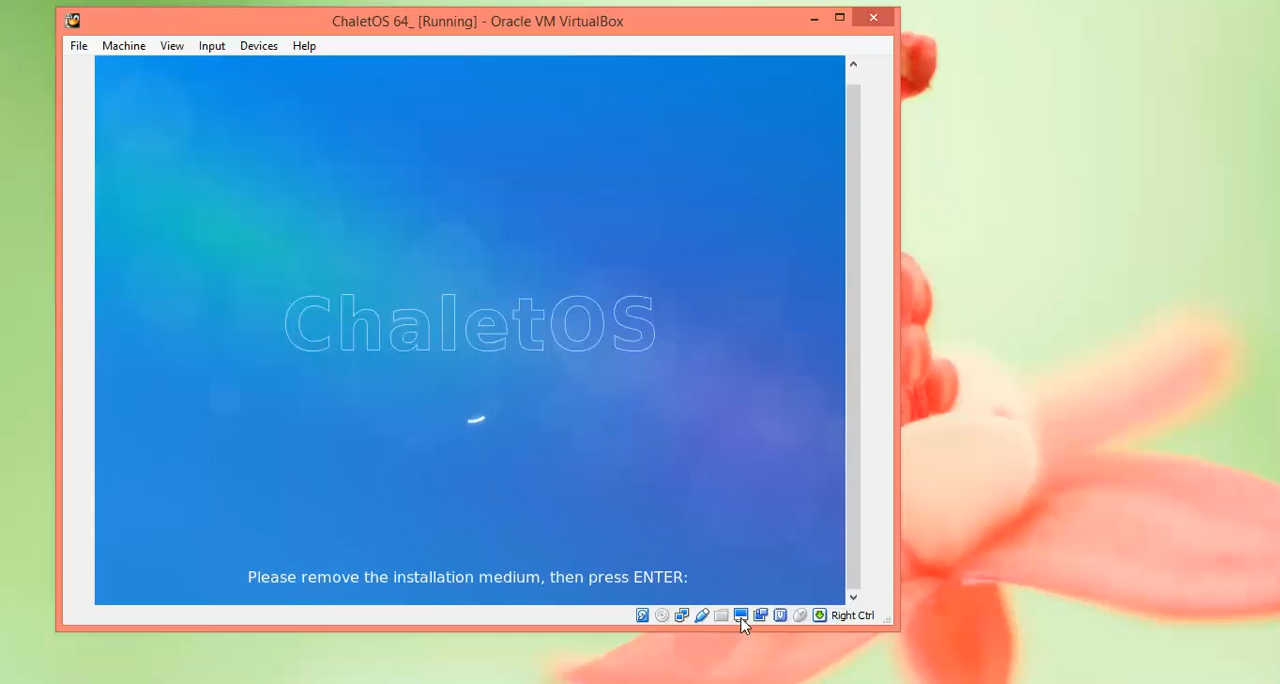 ChaletOS 64_ [Running] - Oracle VM VirtualBox
File Machine View Input Devices Help
ChaletOS
Please remove the installation medium, then press ENTER:
Right Ctrl